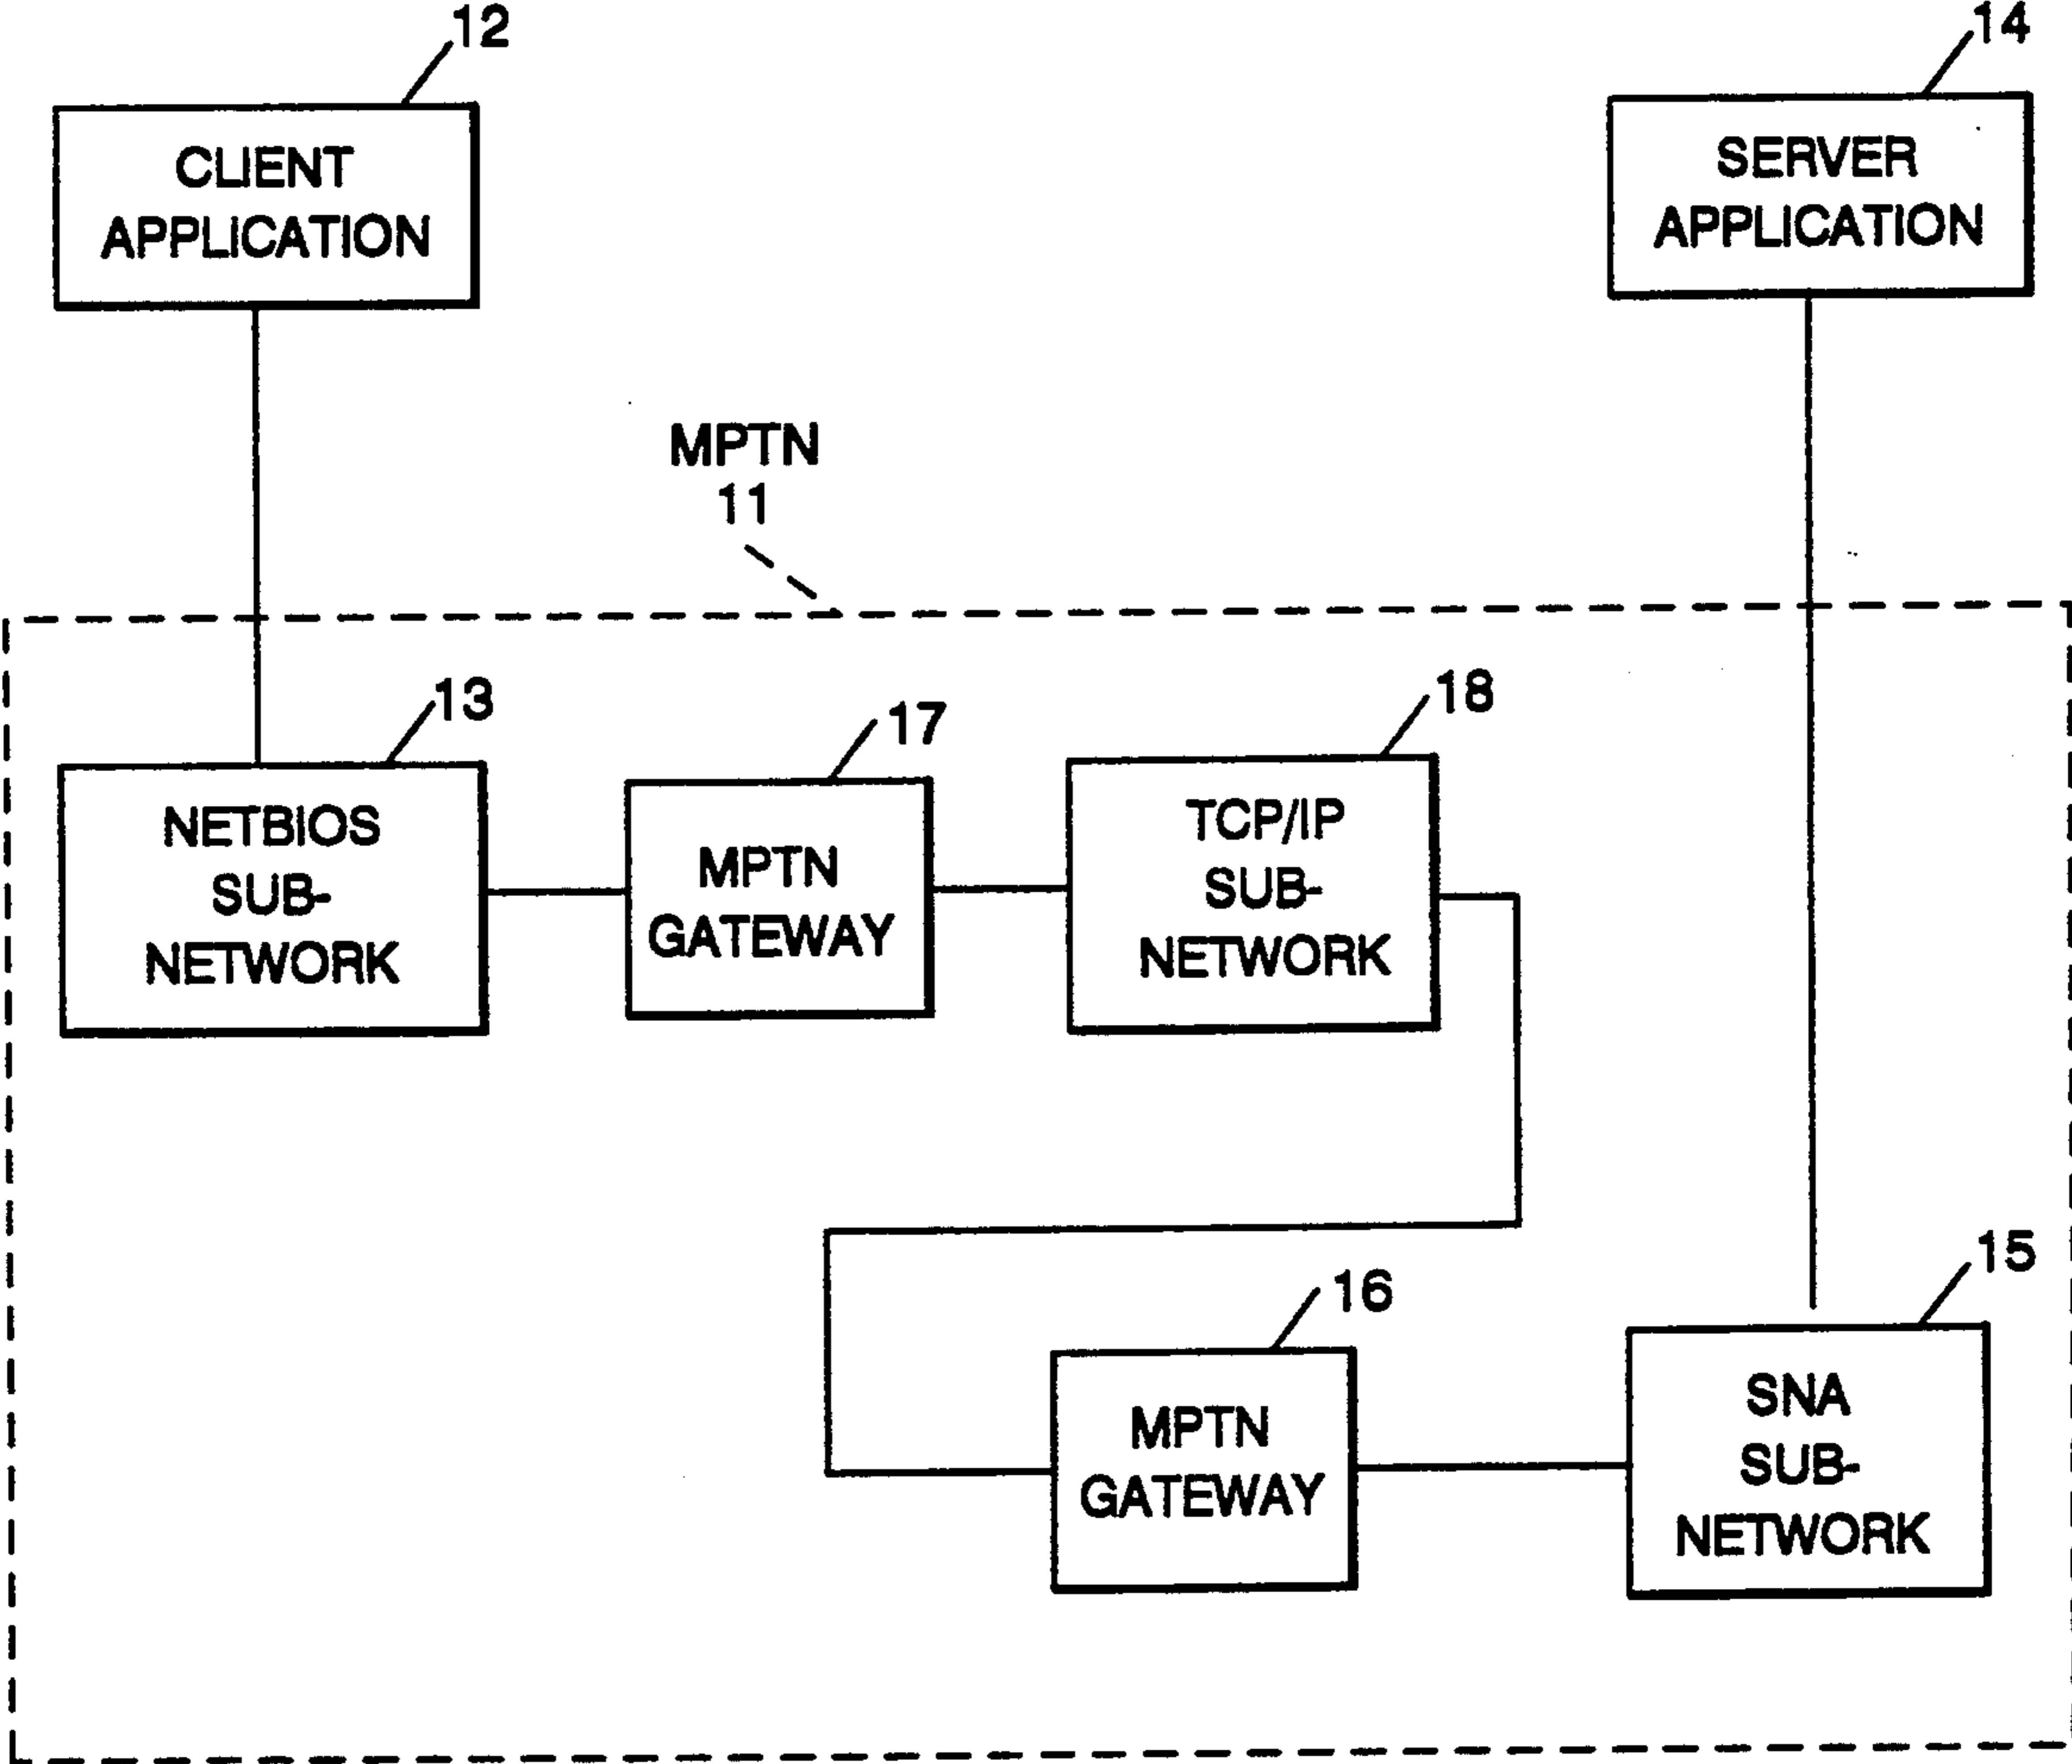 12
CLIENT
APPLICATION
14
SERVER
APPLICATION
MPTN
11
13
NETBIOS
SUB-
NETWORK
17
MPTN
GATEWAY
18
TCP/IP
SUB-
NETWORK
16
MPTN
GATEWAY
15
SNA
SUB-
NETWORK